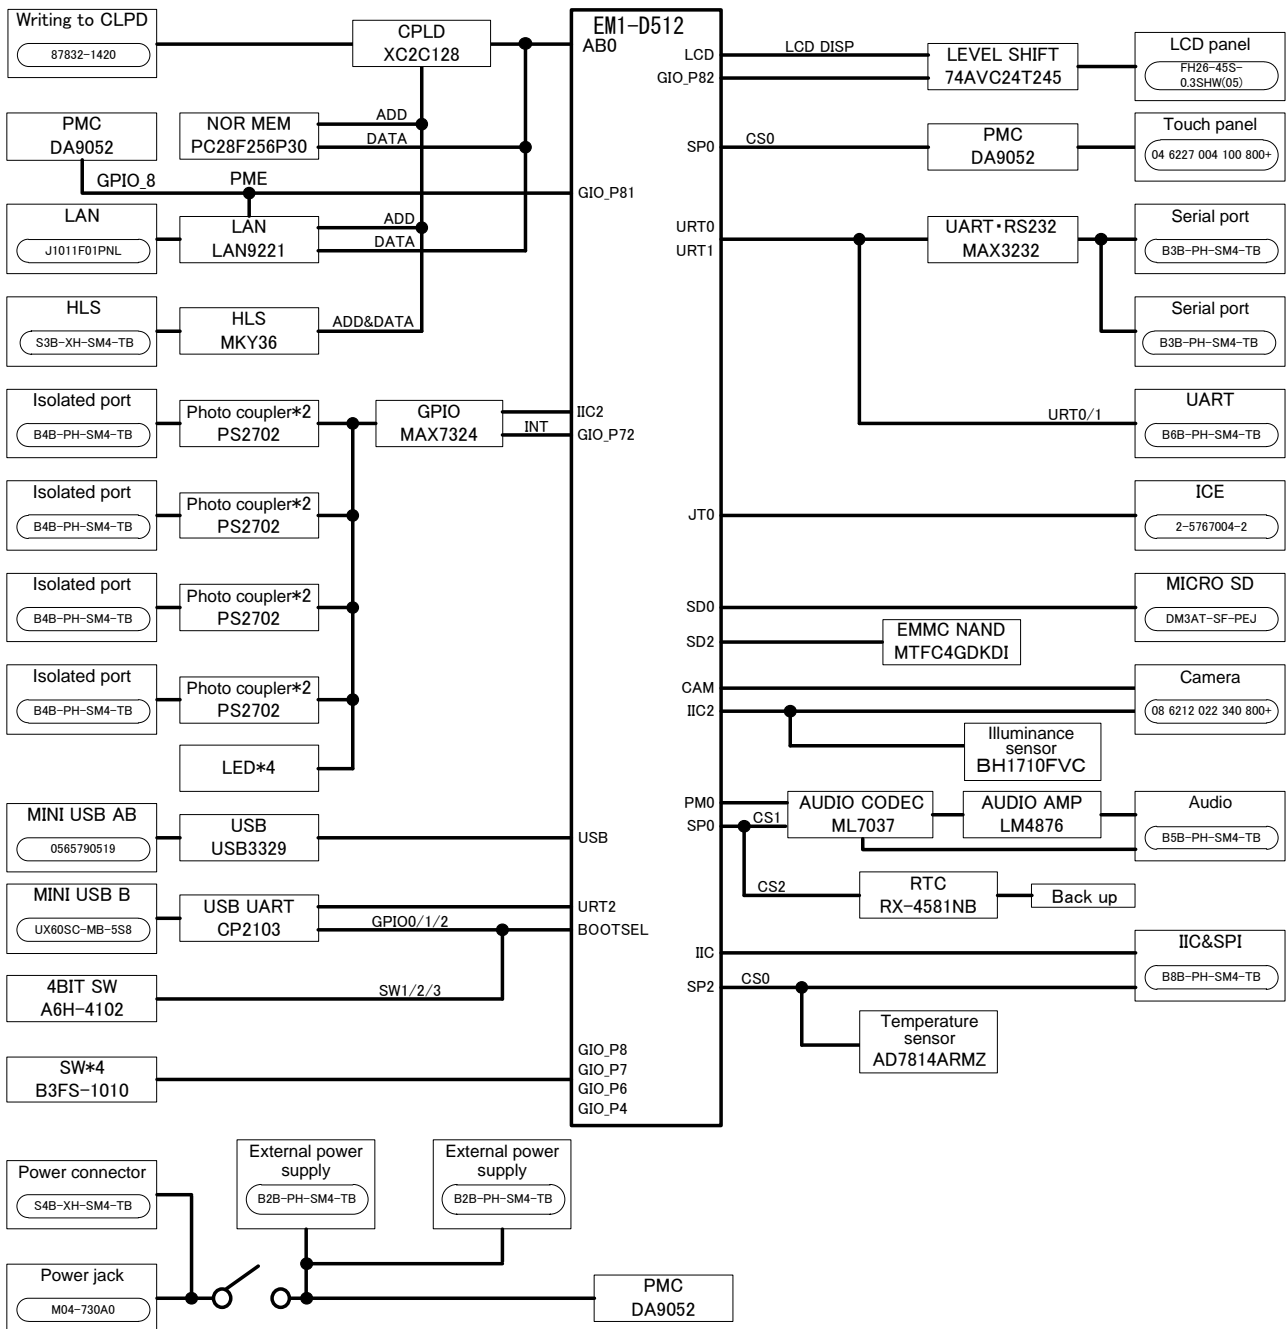 Writing to CLPD
87832-1420
CPLD
XC2C128
EM1-D512
AB0
LCD
GIO_P82
LCD DISP
LEVEL SHIFT
74AVC24T245
LCD panel
FH26-45S-
0.3SHW(05)
PMC
DA9052
NOR MEM
PC28F256P30
ADD
DATA
SP0
CS0
PMC
DA9052
Touch panel
04 6227 004 100 800+
GPIO_8
PME
GIO_P81
LAN
J1011F01PNL
LAN
LAN9221
ADD
DATA
URT0
URT1
UART・RS232
MAX3232
Serial port
B3B-PH-SM4-TB
HLS
S3B-XH-SM4-TB
HLS
MKY36
ADD&DATA
Serial port
B3B-PH-SM4-TB
Isolated port
B4B-PH-SM4-TB
Photo coupler*2
PS2702
GPIO
MAX7324
INT
IIC2
GIO_P72
URT0/1
UART
B6B-PH-SM4-TB
Isolated port
B4B-PH-SM4-TB
Photo coupler*2
PS2702
JT0
ICE
2-5767004-2
Isolated port
B4B-PH-SM4-TB
Photo coupler*2
PS2702
SD0
SD2
EMMC NAND
MTFC4GDKDI
MICRO SD
DM3AT-SF-PEJ
Isolated port
B4B-PH-SM4-TB
Photo coupler*2
PS2702
CAM
IIC2
Camera
08 6212 022 340 800+
LED*4
Illuminance
sensor
BH1710FVC
MINI USB AB
0565790519
USB
USB3329
USB
PM0
SP0
CS1
AUDIO CODEC
ML7037
AUDIO AMP
LM4876
Audio
B5B-PH-SM4-TB
MINI USB B
UX60SC-MB-5S8
USB UART
CP2103
GPIO0/1/2
URT2
BOOTSEL
CS2
RTC
RX-4581NB
Back up
4BIT SW
A6H-4102
SW1/2/3
IIC
SP2
CS0
IIC&SPI
B8B-PH-SM4-TB
Temperature
sensor
AD7814ARMZ
SW*4
B3FS-1010
GIO_P8
GIO_P7
GIO_P6
GIO_P4
Power connector
S4B-XH-SM4-TB
External power
supply
B2B-PH-SM4-TB
External power
supply
B2B-PH-SM4-TB
Power jack
M04-730A0
PMC
DA9052